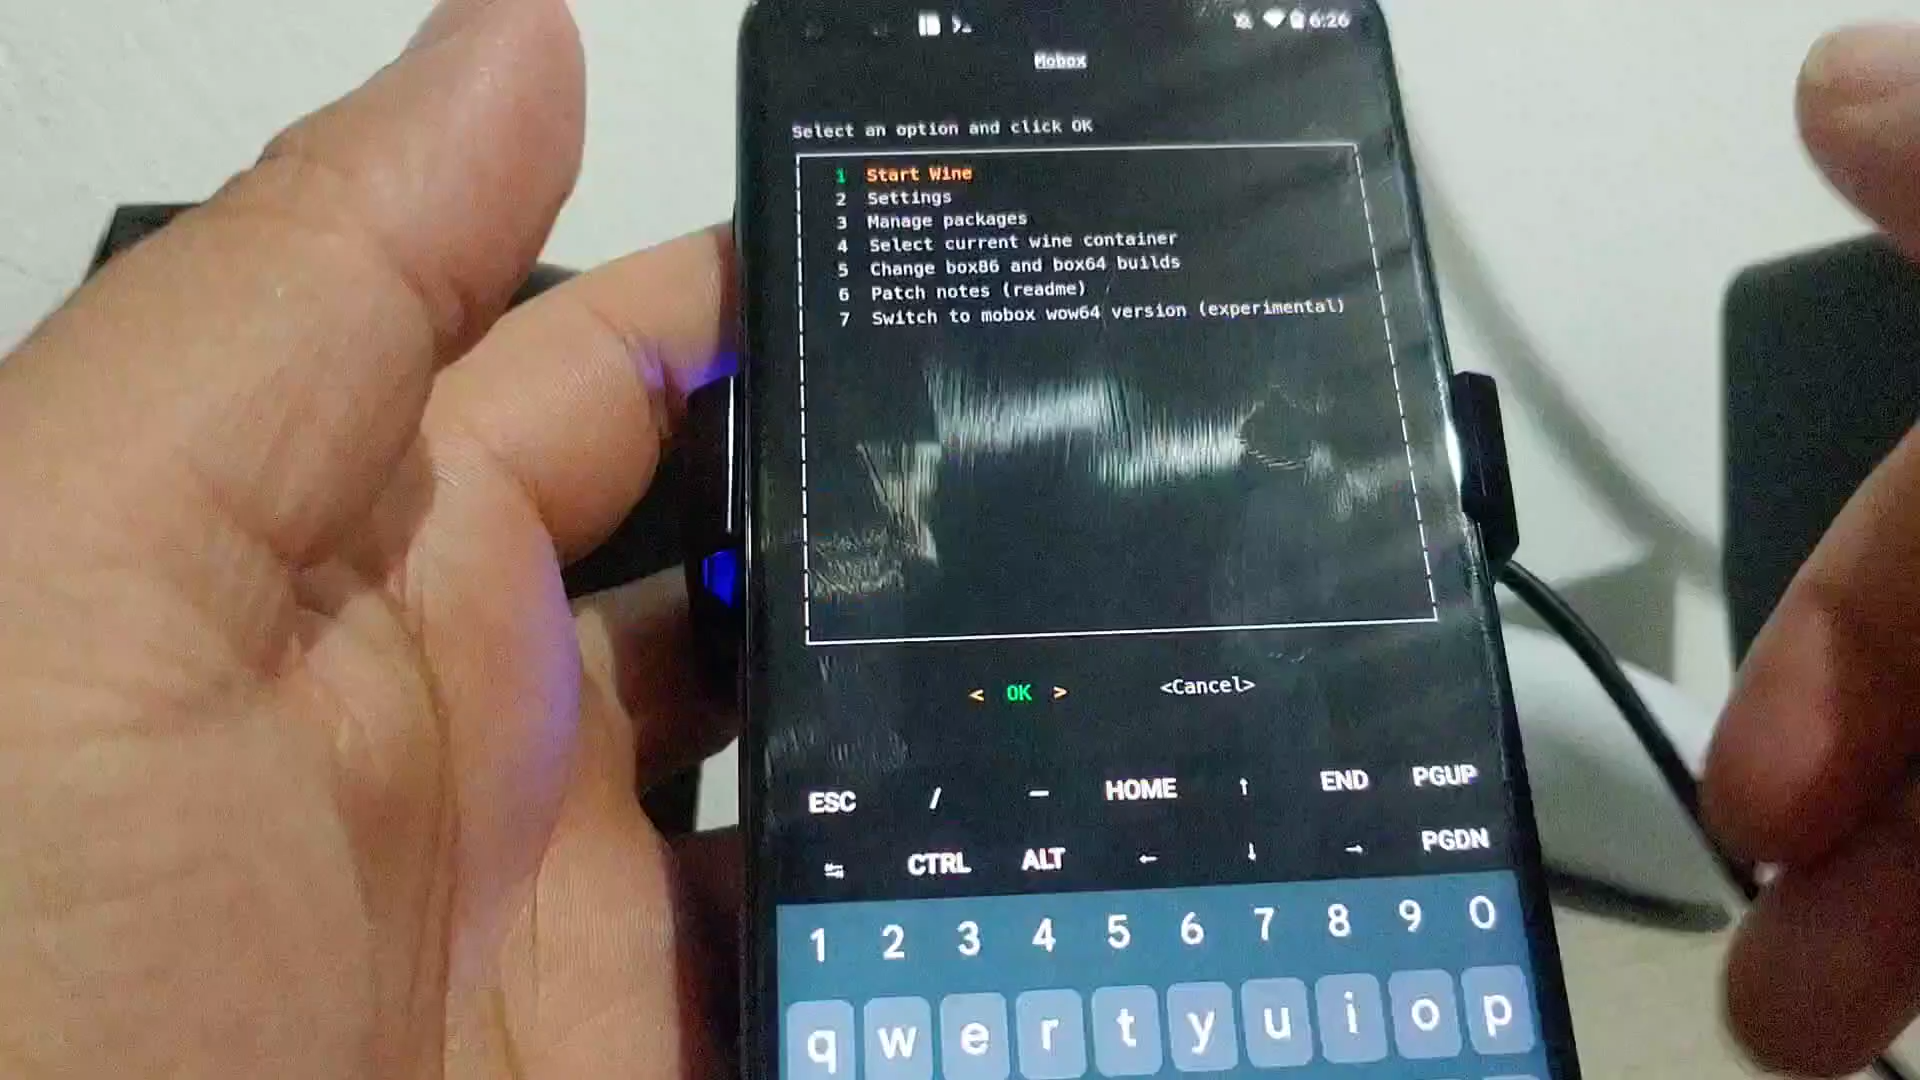 6:26
Mobox
Select an option and click OK
1 Start Wine
2 Settings
3 Manage packages
4 Select current wine container
5 Change box86 and box64 builds
6 Patch notes (readme)
7 Switch to mobox wow64 version (experimental)
< OK > <Cancel>
ESC / — HOME ↑ END PGUP
↹ CTRL ALT ← ↓ → PGDN
1 2 3 4 5 6 7 8 9 0
q w e r t y u i o p